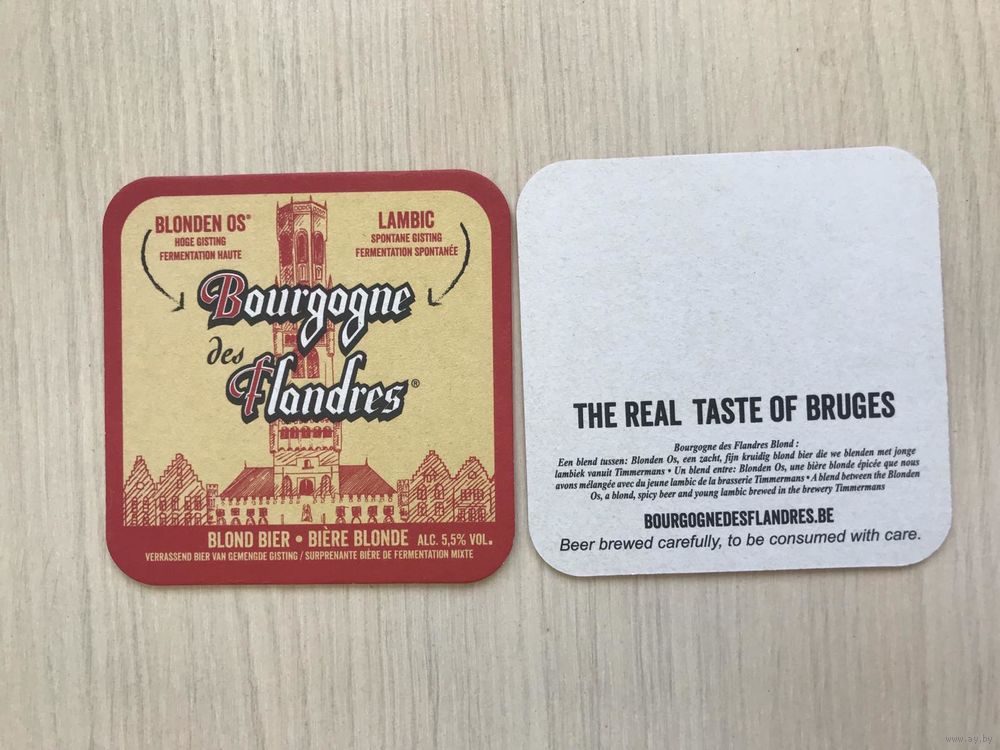 BLONDEN OS®
HOGE GISTING
FERMENTATION HAUTE
LAMBIC
SPONTANE GISTING
FERMENTATION SPONTANÉE
Bourgogne
des
Flandres®
BLOND BIER • BIÈRE BLONDE ALC. 5,5% VOL.
VERRASSEND BIER VAN GEMENGDE GISTING / SURPRENANTE BIÈRE DE FERMENTATION MIXTE
THE REAL TASTE OF BRUGES
Bourgogne des Flandres Blond :
Een blend tussen: Blonden Os, een zacht, fijn kruidig blond bier die we blenden met jonge
lambiek vanuit Timmermans • Un blend entre: Blonden Os, une bière blonde épicée que nous
avons mélangée avec du jeune lambic de la brasserie Timmermans • A blend between the Blonden
Os, a blond, spicy beer and young lambic brewed in the brewery Timmermans
BOURGOGNEDESFLANDRES.BE
Beer brewed carefully, to be consumed with care.
www.ay.by